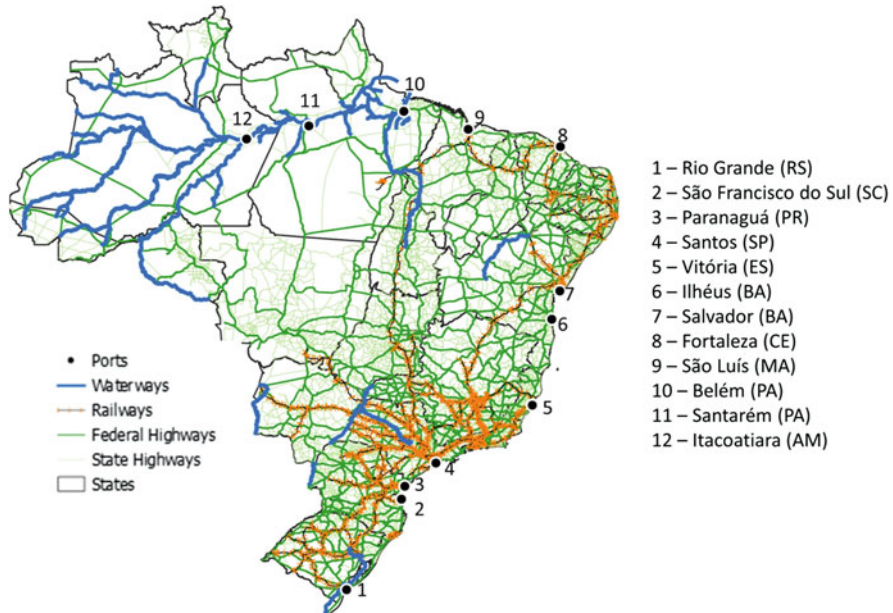 10
11
12
9
8
7
6
5
4
3
2
1
Ports
Waterways
Railways
Federal Highways
State Highways
States
1 – Rio Grande (RS)
2 – São Francisco do Sul (SC)
3 – Paranaguá (PR)
4 – Santos (SP)
5 – Vitória (ES)
6 – Ilhéus (BA)
7 – Salvador (BA)
8 – Fortaleza (CE)
9 – São Luís (MA)
10 – Belém (PA)
11 – Santarém (PA)
12 – Itacoatiara (AM)